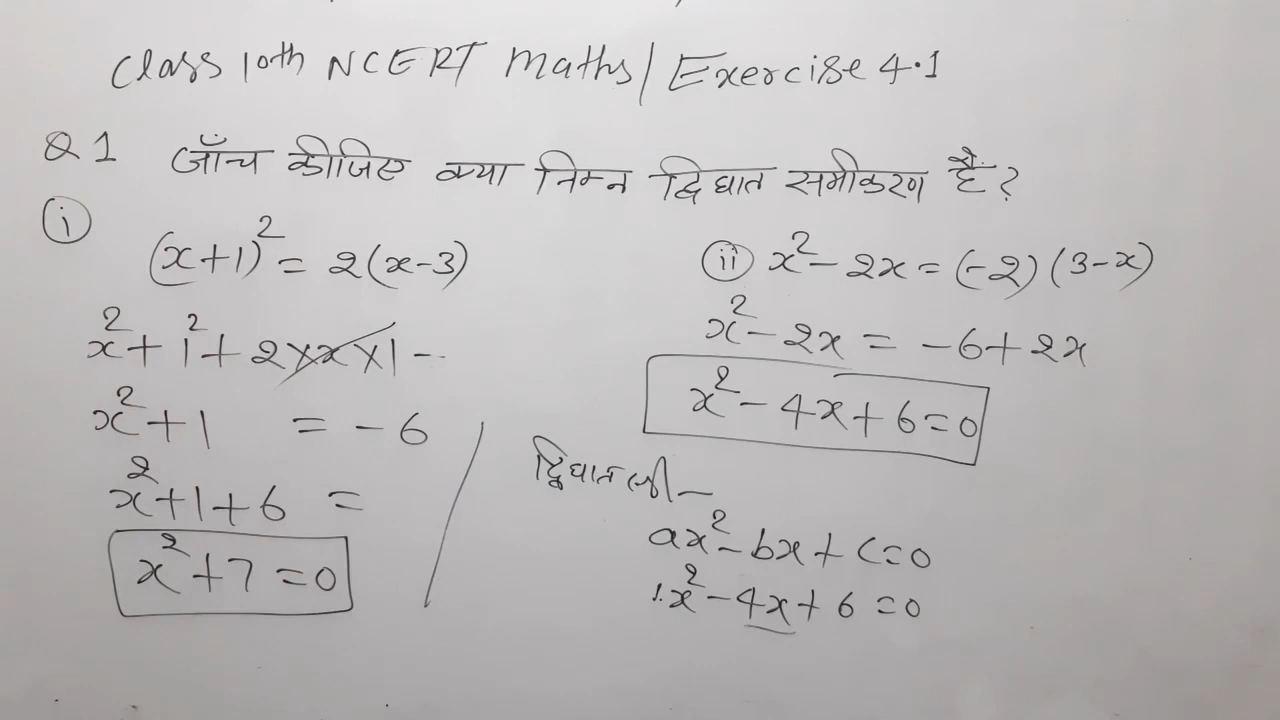 Class 10th NCERT Maths/Exercise 4.1
Q 1 जाँच कीजिए क्या निम्न द्विघात समीकरण है?
(i)
(x+1)² = 2(x-3)
x² + 1² + 2×x×1 -
x² + 1 = -6
x² + 1 + 6 =
x² + 7 = 0
(ii) x² - 2x = (-2)(3-x)
x² - 2x = -6 + 2x
x² - 4x + 6 = 0
द्विघात
ax² - bx + c = 0
1.x² - 4x + 6 = 0